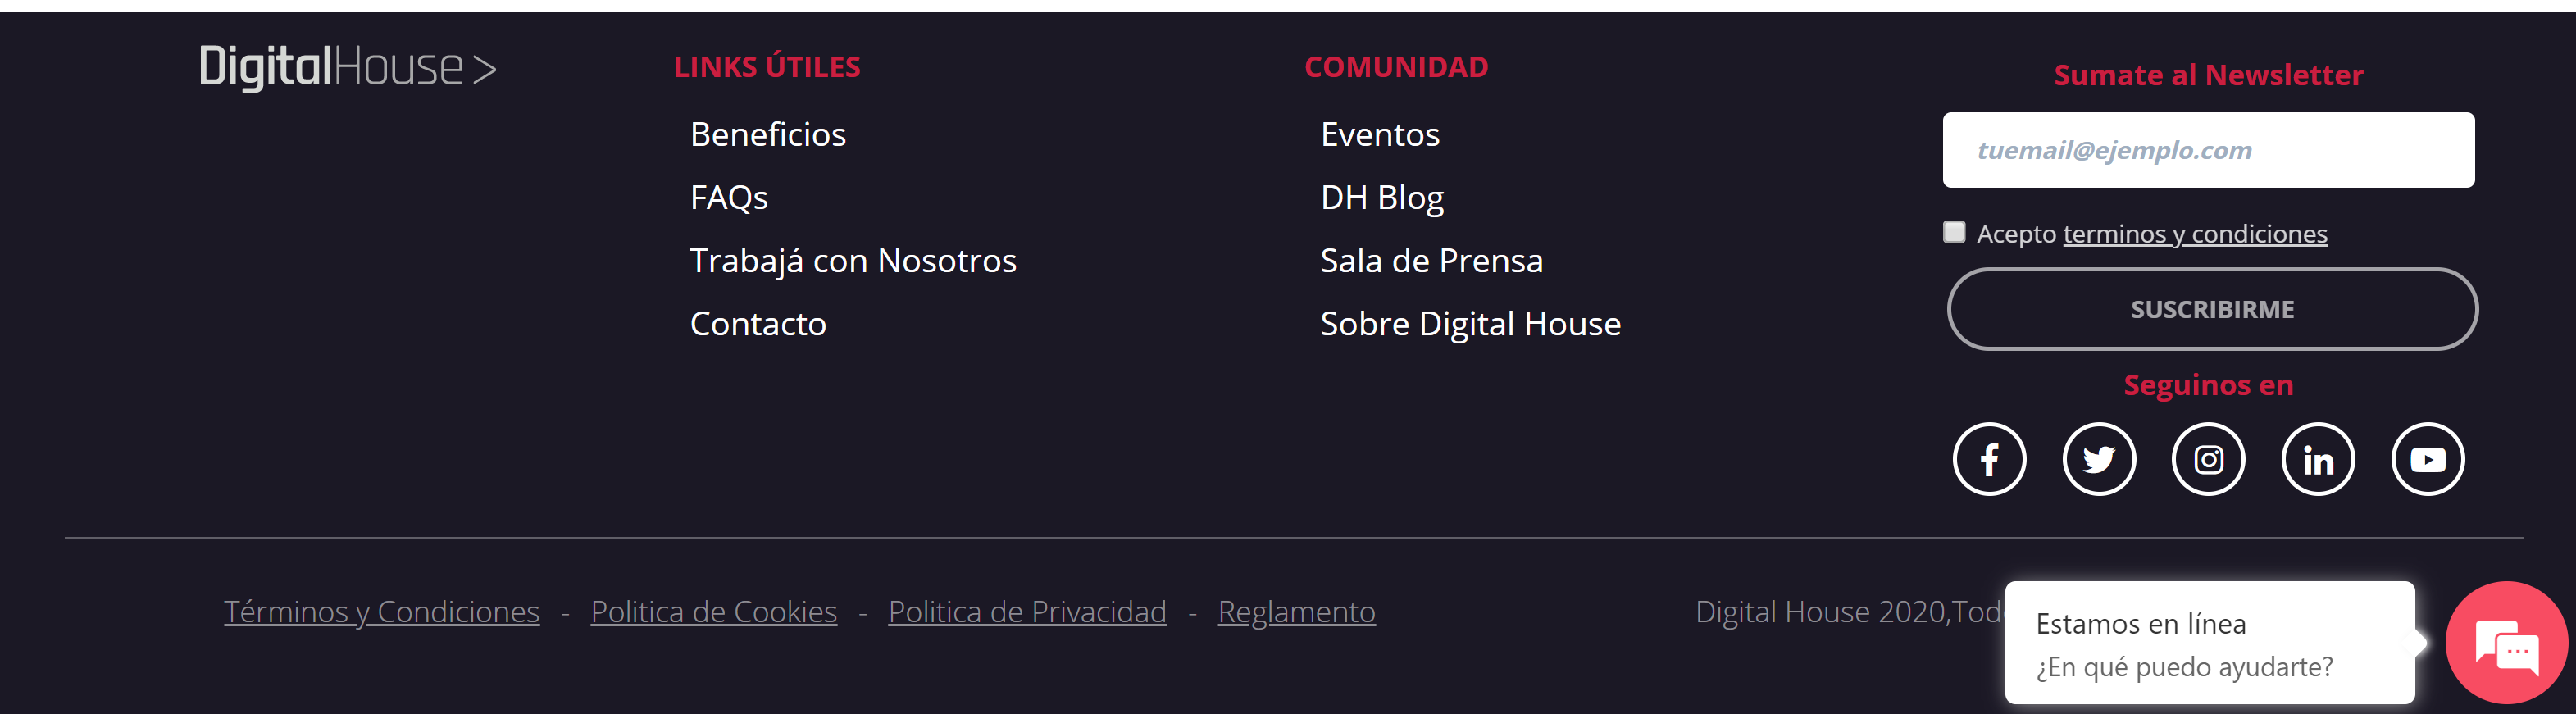 DigitalHouse >
LINKS ÚTILES
Beneficios
FAQs
Trabajá con Nosotros
Contacto
COMUNIDAD
Eventos
DH Blog
Sala de Prensa
Sobre Digital House
Sumate al Newsletter
tuemail@ejemplo.com
Acepto terminos y condiciones
SUSCRIBIRME
Seguinos en
Términos y Condiciones - Politica de Cookies - Politica de Privacidad - Reglamento
Digital House 2020,
Estamos en línea
¿En qué puedo ayudarte?